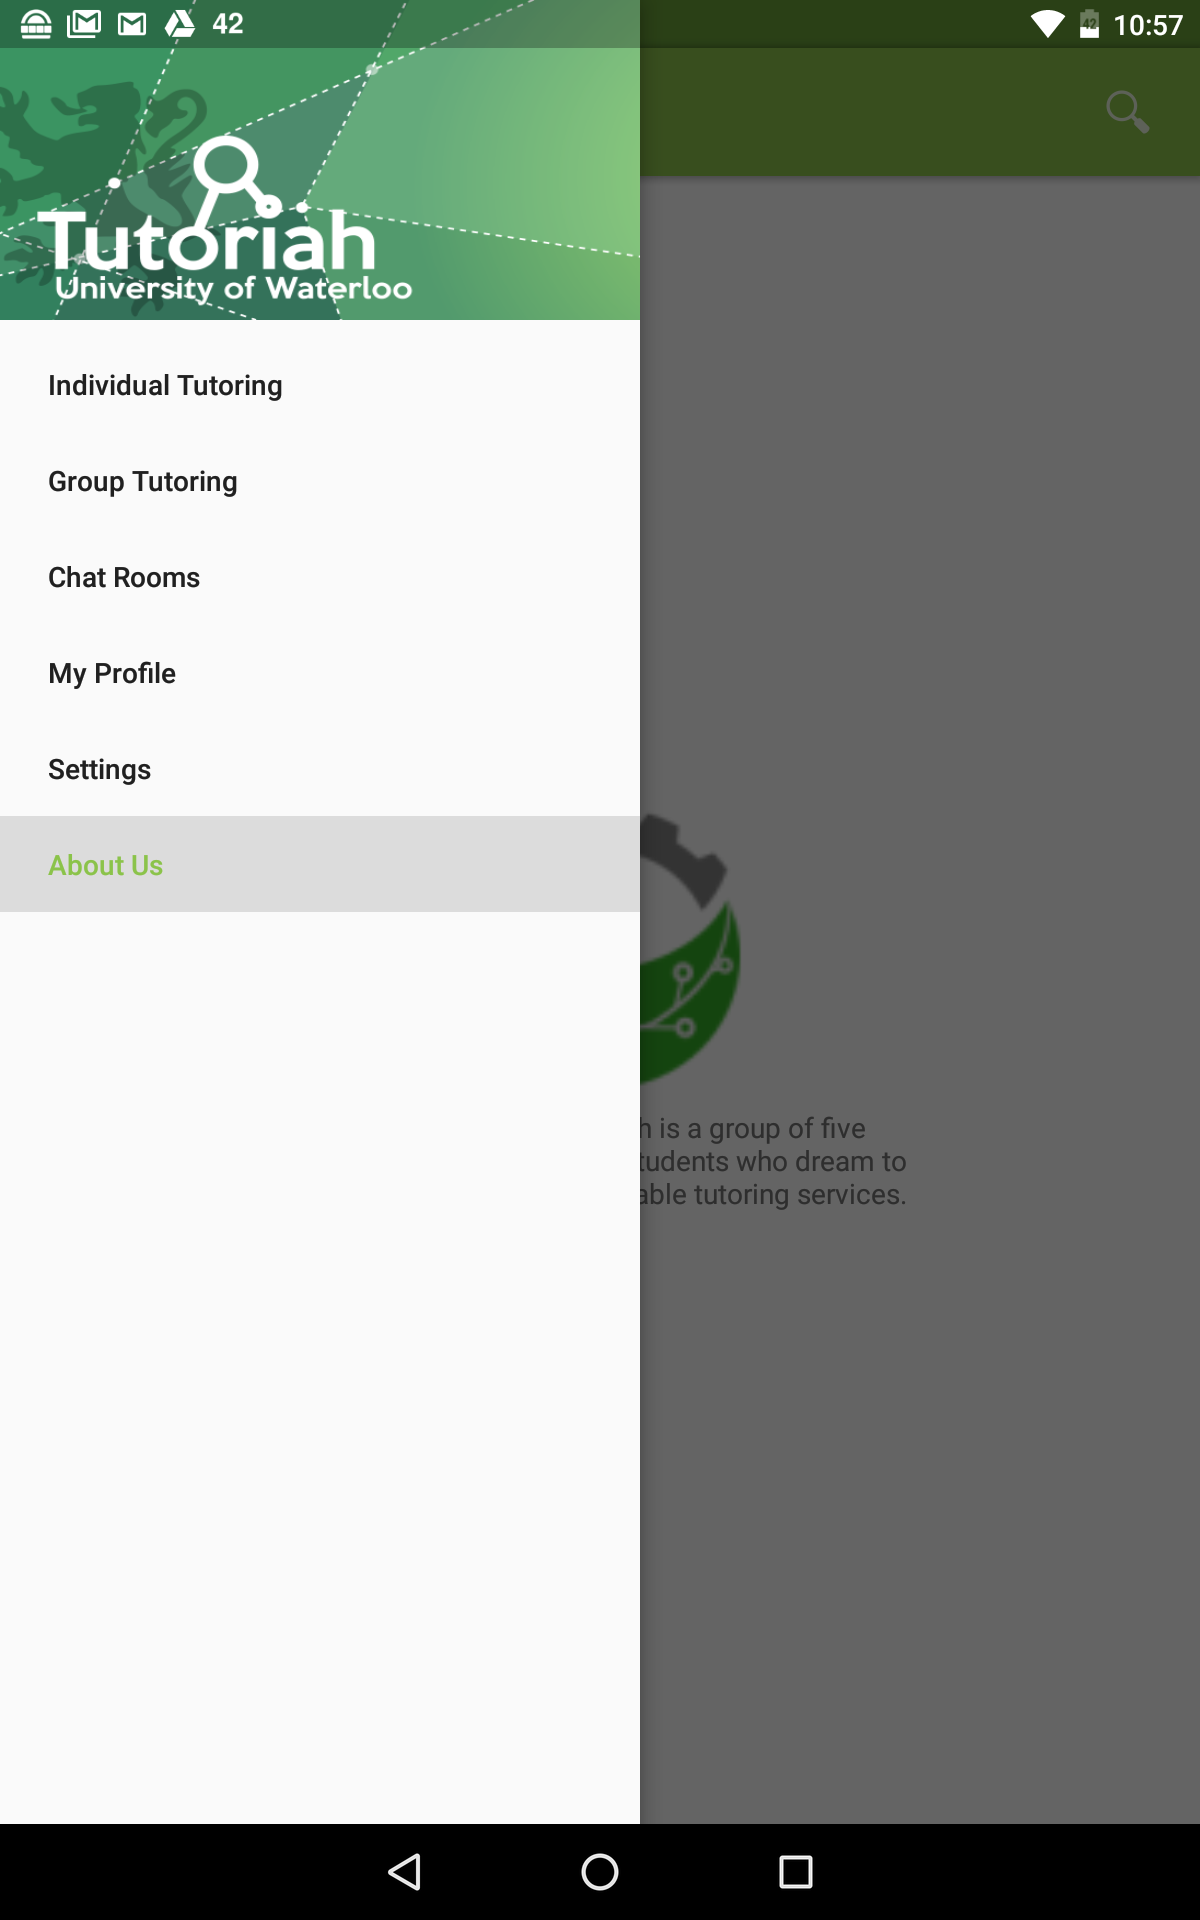 42
42
10:57
Tutoriah
University of Waterloo
Individual Tutoring
Group Tutoring
Chat Rooms
My Profile
Settings
About Us
h is a group of five
tudents who dream to
able tutoring services.